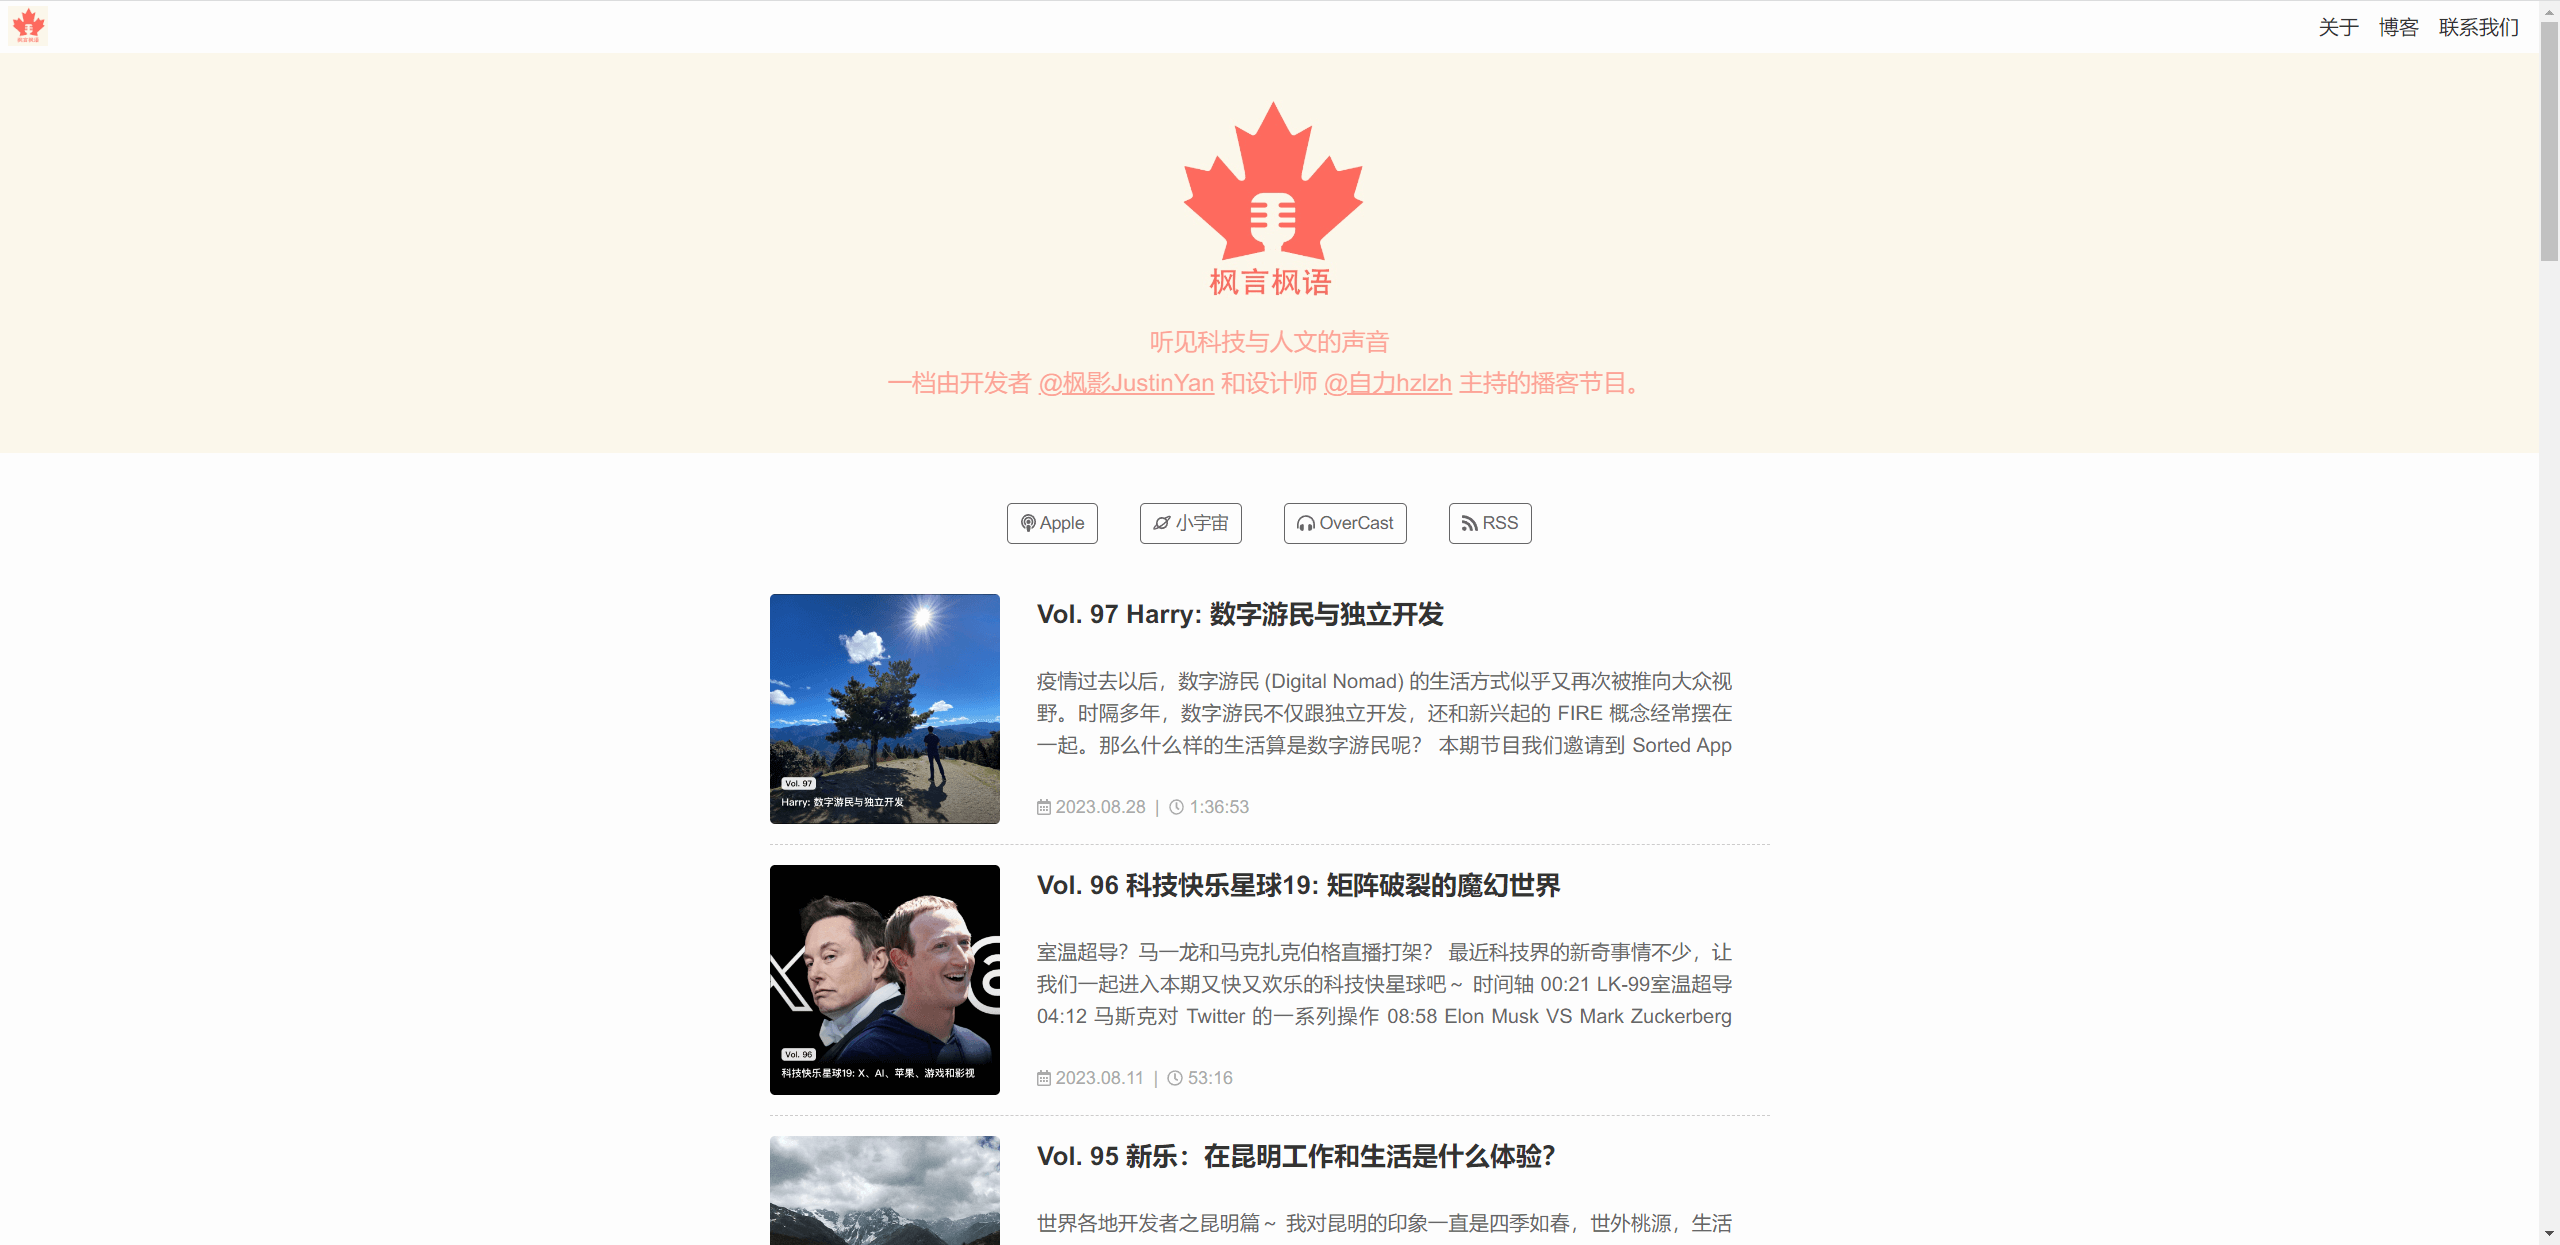 枫言枫语
关于 博客 联系我们
枫言枫语
听见科技与人文的声音
一档由开发者 @枫影JustinYan 和设计师 @自力hzlzh 主持的播客节目。
Apple 小宇宙 OverCast RSS
Vol. 97
Harry: 数字游民与独立开发
Vol. 97 Harry: 数字游民与独立开发
疫情过去以后，数字游民 (Digital Nomad) 的生活方式似乎又再次被推向大众视
野。时隔多年，数字游民不仅跟独立开发，还和新兴起的 FIRE 概念经常摆在
一起。那么什么样的生活算是数字游民呢？ 本期节目我们邀请到 Sorted App
2023.08.28 | 1:36:53
Vol. 96
科技快乐星球19: X、AI、苹果、游戏和影视
Vol. 96 科技快乐星球19: 矩阵破裂的魔幻世界
室温超导？马一龙和马克扎克伯格直播打架？ 最近科技界的新奇事情不少，让
我们一起进入本期又快又欢乐的科技快星球吧～ 时间轴 00:21 LK-99室温超导
04:12 马斯克对 Twitter 的一系列操作 08:58 Elon Musk VS Mark Zuckerberg
2023.08.11 | 53:16
Vol. 95 新乐：在昆明工作和生活是什么体验？
世界各地开发者之昆明篇～ 我对昆明的印象一直是四季如春，世外桃源，生活